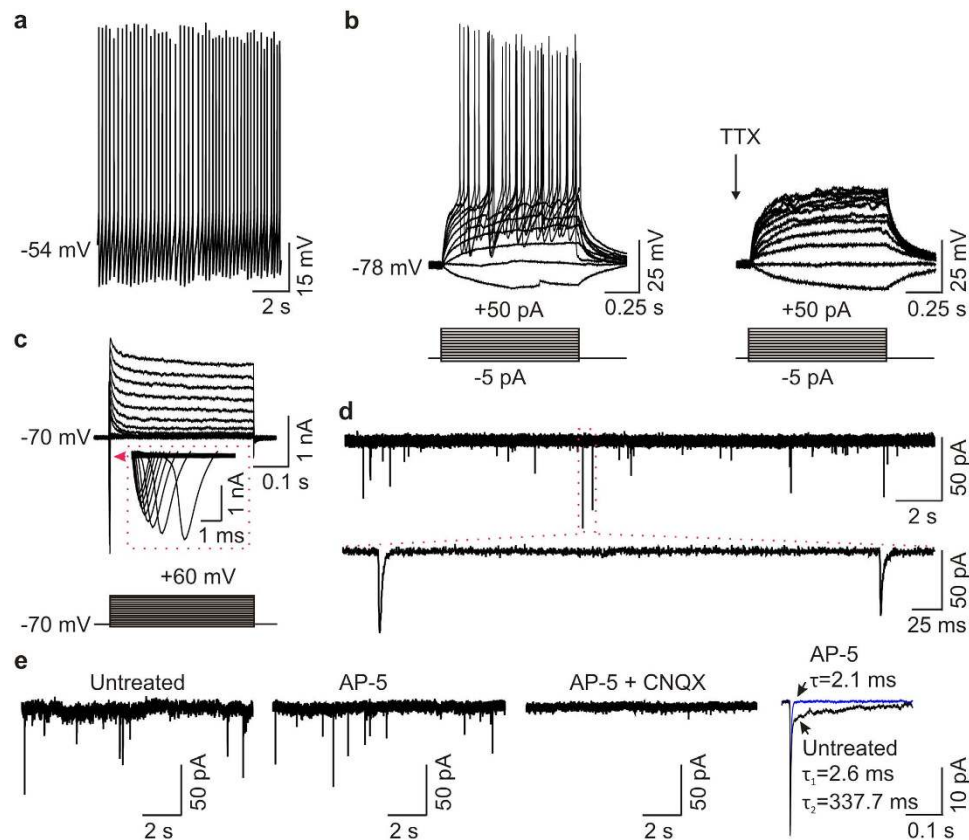 a
-54 mV
15 mV
2 s
b
-78 mV
25 mV
0.25 s
+50 pA
-5 pA
TTX
25 mV
0.25 s
+50 pA
-5 pA
c
-70 mV
1 nA
0.1 s
1 nA
1 ms
+60 mV
-70 mV
d
50 pA
2 s
50 pA
25 ms
e
Untreated
50 pA
2 s
AP-5
50 pA
2 s
AP-5 + CNQX
50 pA
2 s
AP-5
τ=2.1 ms
Untreated
τ₁=2.6 ms
τ₂=337.7 ms
10 pA
0.1 s